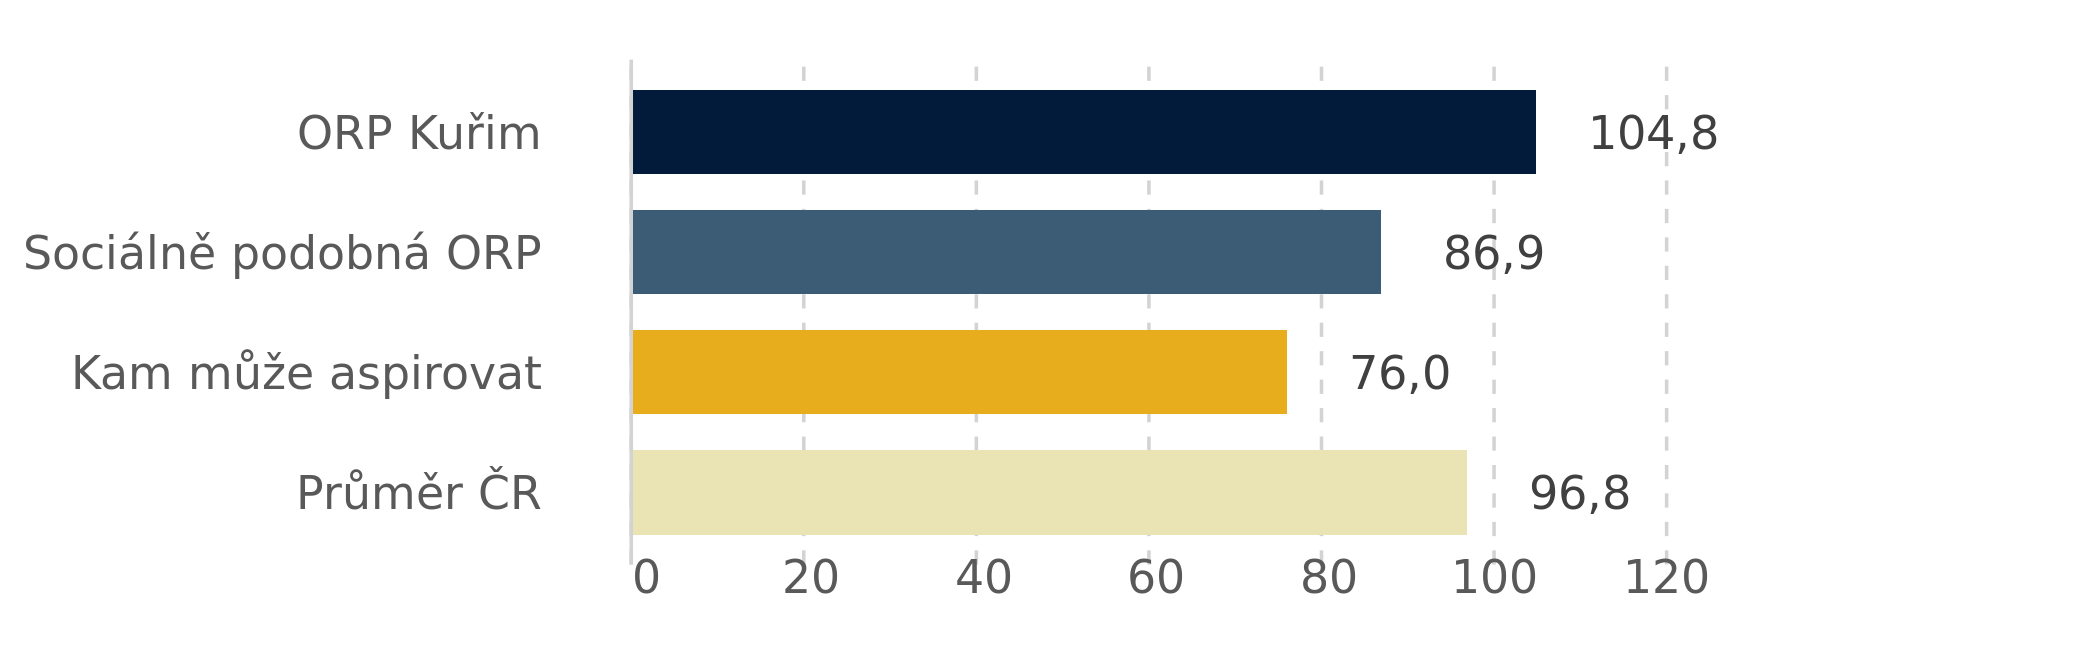 ORP Kuřim 104,8
Sociálně podobná ORP 86,9
Kam může aspirovat 76,0
Průměr ČR 96,8
0 20 40 60 80 100 120